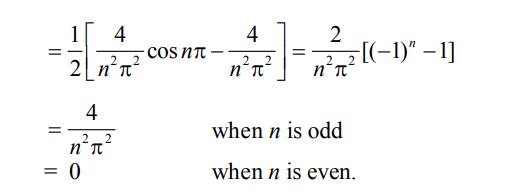 = 1/2 [ 4/n²π² cos nπ − 4/n²π² ] = 2/n²π² [(-1)ⁿ − 1]
= 4/n²π² when n is odd
= 0 when n is even.